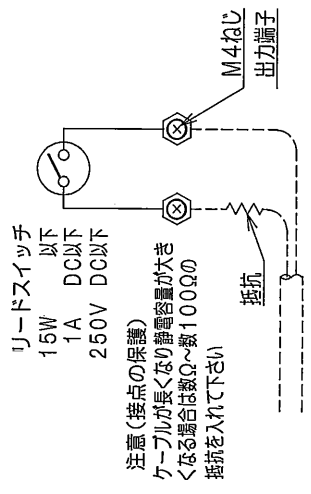 リードスイッチ
15W 以下
1A DC以下
250V DC以下
注意(接点の保護)
ケーブルが長くなり静電容量が大き
くなる場合は数Ω〜数100Ωの
抵抗を入れて下さい
M4ねじ
出力端子
抵抗